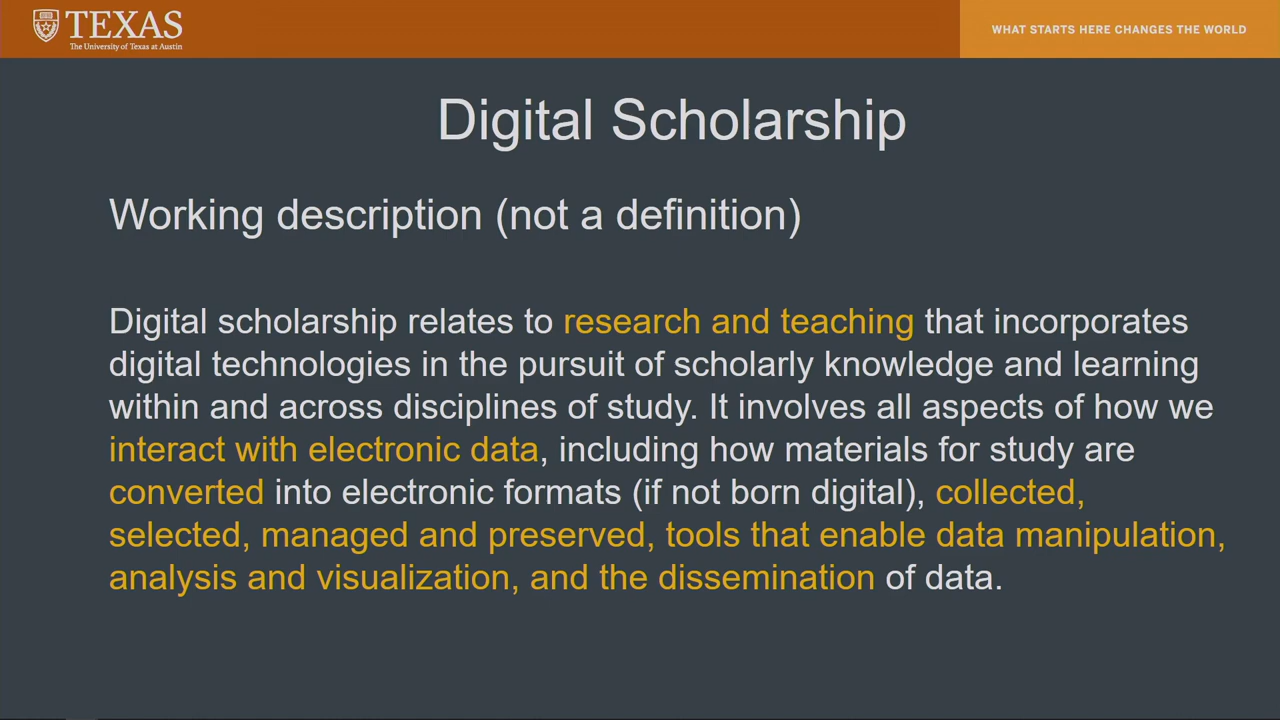 TEXAS
The University of Texas at Austin
WHAT STARTS HERE CHANGES THE WORLD
Digital Scholarship
Working description (not a definition)
Digital scholarship relates to research and teaching that incorporates
digital technologies in the pursuit of scholarly knowledge and learning
within and across disciplines of study. It involves all aspects of how we
interact with electronic data, including how materials for study are
converted into electronic formats (if not born digital), collected,
selected, managed and preserved, tools that enable data manipulation,
analysis and visualization, and the dissemination of data.